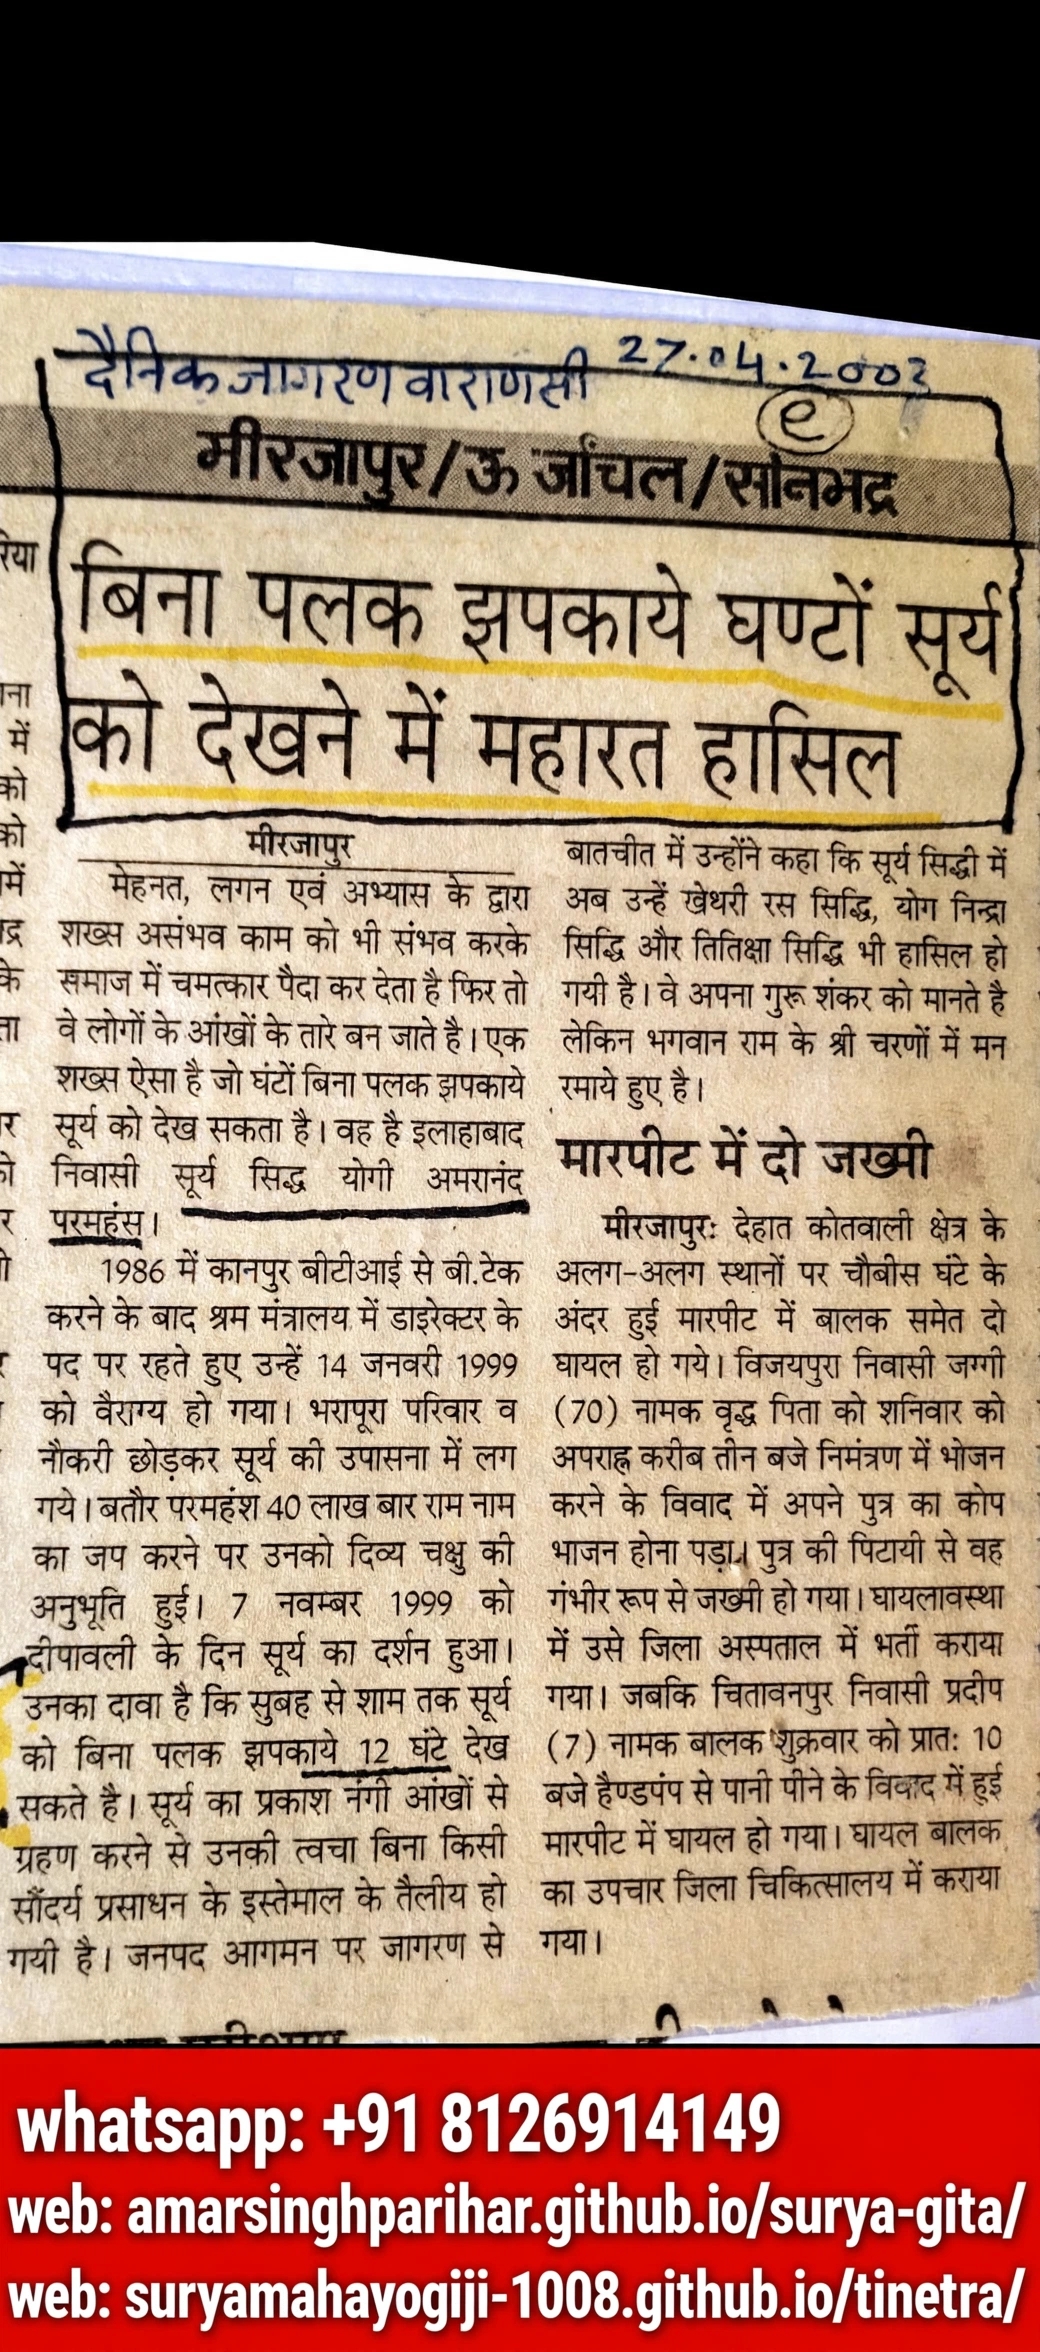 दैनिक जागरण वाराणसी 27.04.2003
e
मीरजापुर/ऊर्जांचल/सोनभद्र
बिना पलक झपकाये घण्टों सूर्य
को देखने में महारत हासिल
मीरजापुर
मेहनत, लगन एवं अभ्यास के द्वारा
शख्स असंभव काम को भी संभव करके
समाज में चमत्कार पैदा कर देता है फिर तो
वे लोगों के आंखों के तारे बन जाते है। एक
शख्स ऐसा है जो घंटों बिना पलक झपकाये
सूर्य को देख सकता है। वह है इलाहाबाद
निवासी सूर्य सिद्ध योगी अमरानंद
परमहंस।
1986 में कानपुर बीटीआई से बी.टेक
करने के बाद श्रम मंत्रालय में डाइरेक्टर के
पद पर रहते हुए उन्हें 14 जनवरी 1999
को वैराग्य हो गया। भरापूरा परिवार व
नौकरी छोड़कर सूर्य की उपासना में लग
गये। बतौर परमहंश 40 लाख बार राम नाम
का जप करने पर उनको दिव्य चक्षु की
अनुभूति हुई। 7 नवम्बर 1999 को
दीपावली के दिन सूर्य का दर्शन हुआ।
उनका दावा है कि सुबह से शाम तक सूर्य
को बिना पलक झपकाये 12 घंटे देख
सकते है। सूर्य का प्रकाश नंगी आंखों से
ग्रहण करने से उनकी त्वचा बिना किसी
सौंदर्य प्रसाधन के इस्तेमाल के तैलीय हो
गयी है। जनपद आगमन पर जागरण से
बातचीत में उन्होंने कहा कि सूर्य सिद्धी में
अब उन्हें खेथरी रस सिद्धि, योग निन्द्रा
सिद्धि और तितिक्षा सिद्धि भी हासिल हो
गयी है। वे अपना गुरू शंकर को मानते है
लेकिन भगवान राम के श्री चरणों में मन
रमाये हुए है।
मारपीट में दो जख्मी
मीरजापुरः देहात कोतवाली क्षेत्र के
अलग-अलग स्थानों पर चौबीस घंटे के
अंदर हुई मारपीट में बालक समेत दो
घायल हो गये। विजयपुरा निवासी जग्गी
(70) नामक वृद्ध पिता को शनिवार को
अपराह्न करीब तीन बजे निमंत्रण में भोजन
करने के विवाद में अपने पुत्र का कोप
भाजन होना पड़ा। पुत्र की पिटायी से वह
गंभीर रूप से जख्मी हो गया। घायलावस्था
में उसे जिला अस्पताल में भर्ती कराया
गया। जबकि चितावनपुर निवासी प्रदीप
(7) नामक बालक शुक्रवार को प्रात: 10
बजे हैण्डपंप से पानी पीने के विवाद में हुई
मारपीट में घायल हो गया। घायल बालक
का उपचार जिला चिकित्सालय में कराया
गया।
whatsapp: +91 8126914149
web: amarsinghparihar.github.io/surya-gita/
web: suryamahayogiji-1008.github.io/tinetra/